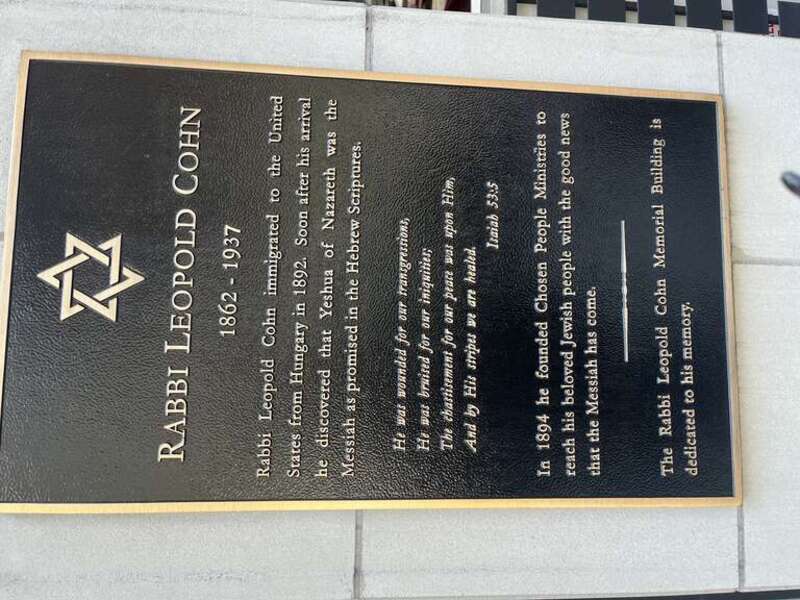 RABBI LEOPOLD COHN
1862 - 1937
Rabbi Leopold Cohn immigrated to the United
States from Hungary in 1892. Soon after his arrival
he discovered that Yeshua of Nazareth was the
Messiah as promised in the Hebrew Scriptures.
He was wounded for our transgressions,
He was bruised for our iniquities;
The chastisement for our peace was upon Him,
And by His stripes we are healed.
Isaiah 53:5
In 1894 he founded Chosen People Ministries to
reach his beloved Jewish people with the good news
that the Messiah has come.
The Rabbi Leopold Cohn Memorial Building is
dedicated to his memory.